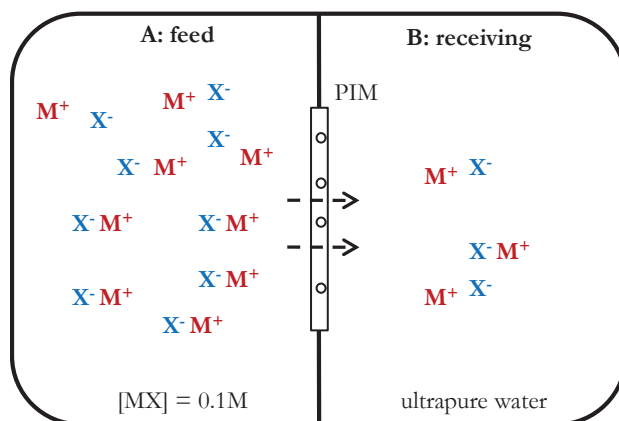 A: feed
B: receiving
PIM
M⁺ X⁻ M⁺ X⁻
X⁻ M⁺ X⁻ M⁺
M⁺ X⁻
X⁻M⁺ X⁻M⁺
X⁻M⁺
X⁻M⁺ X⁻M⁺
M⁺ X⁻
X⁻M⁺
[MX] = 0.1M
ultrapure water